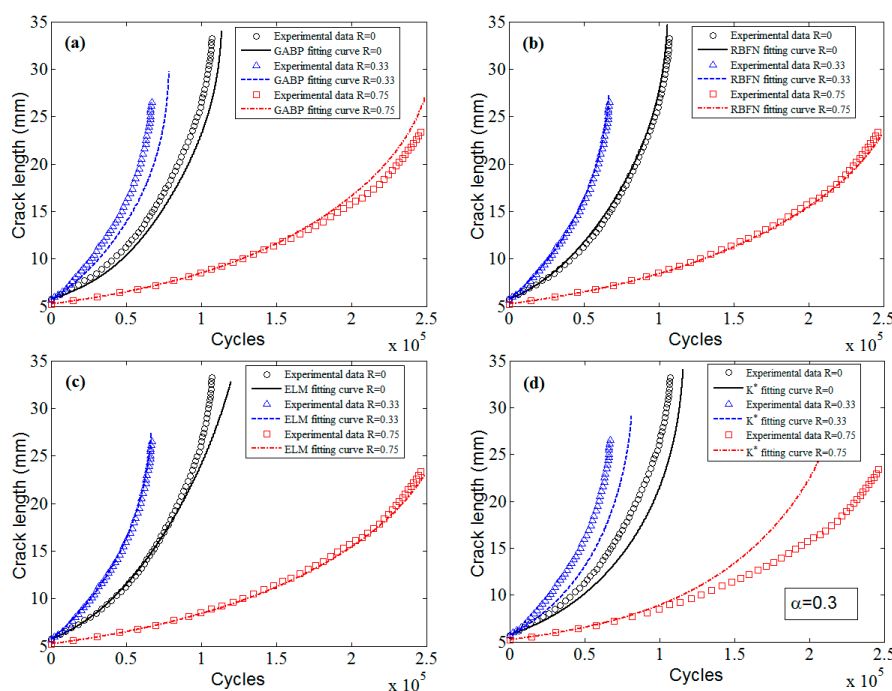 (a)
Experimental data R=0
GABP fitting curve R=0
Experimental data R=0.33
GABP fitting curve R=0.33
Experimental data R=0.75
GABP fitting curve R=0.75
35
30
25
20
15
10
5
Crack length (mm)
0
0.5
1
1.5
2
2.5
Cycles
x 10^5
(b)
Experimental data R=0
RBFN fitting curve R=0
Experimental data R=0.33
RBFN fitting curve R=0.33
Experimental data R=0.75
RBFN fitting curve R=0.75
35
30
25
20
15
10
5
Crack length (mm)
0
0.5
1
1.5
2
2.5
Cycles
x 10^5
(c)
Experimental data R=0
ELM fitting curve R=0
Experimental data R=0.33
ELM fitting curve R=0.33
Experimental data R=0.75
ELM fitting curve R=0.75
35
30
25
20
15
10
5
Crack length (mm)
0
0.5
1
1.5
2
2.5
Cycles
x 10^5
(d)
Experimental data R=0
K* fitting curve R=0
Experimental data R=0.33
K* fitting curve R=0.33
Experimental data R=0.75
K* fitting curve R=0.75
α=0.3
35
30
25
20
15
10
5
Crack length (mm)
0
0.5
1
1.5
2
2.5
Cycles
x 10^5